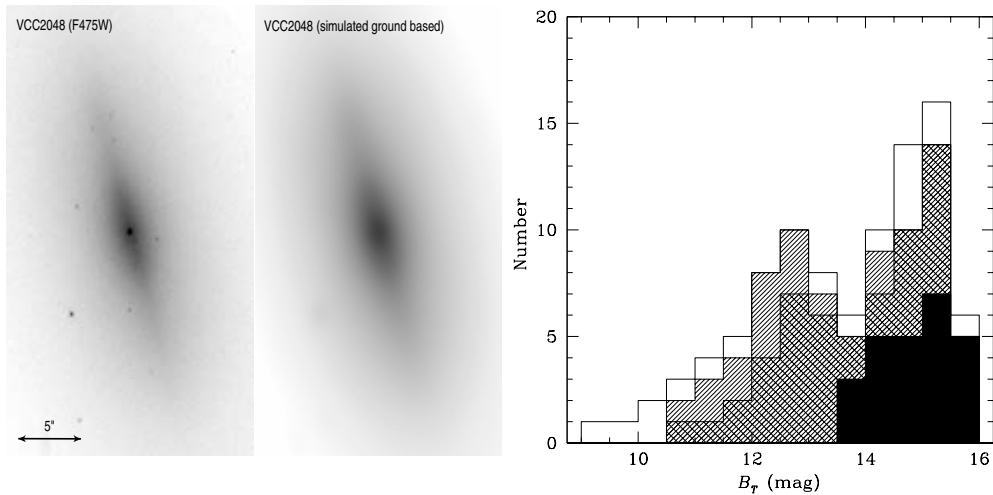 VCC2048 (F475W)
VCC2048 (simulated ground based)
5"
20
15
10
5
0
Number
10
12
14
16
B_T (mag)